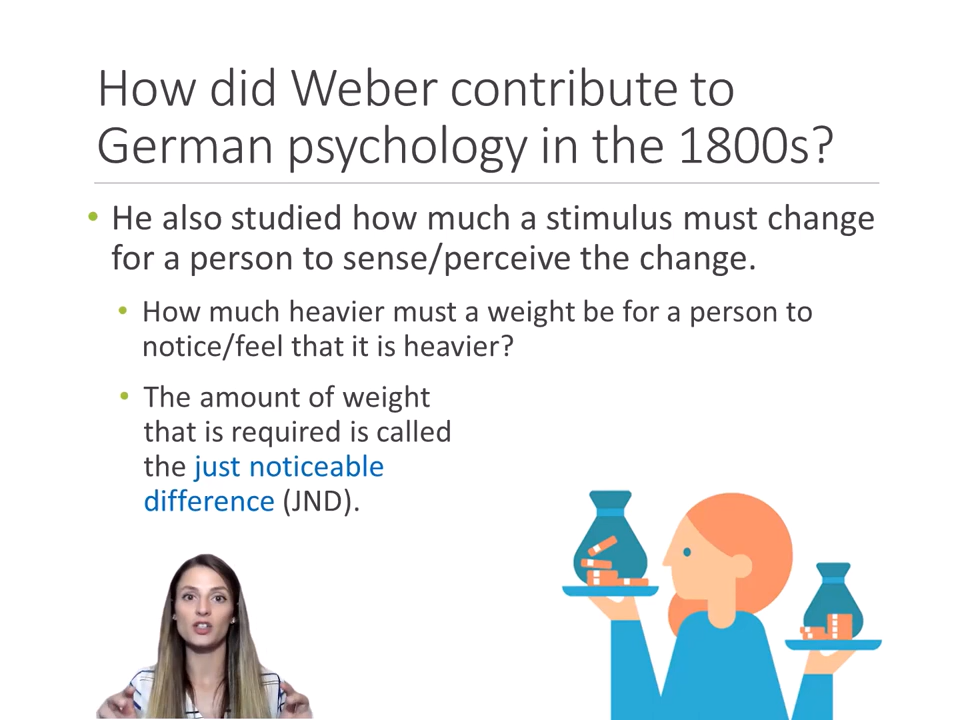 How did Weber contribute to
German psychology in the 1800s?
• He also studied how much a stimulus must change
for a person to sense/perceive the change.
• How much heavier must a weight be for a person to
notice/feel that it is heavier?
• The amount of weight
that is required is called
the just noticeable
difference (JND).